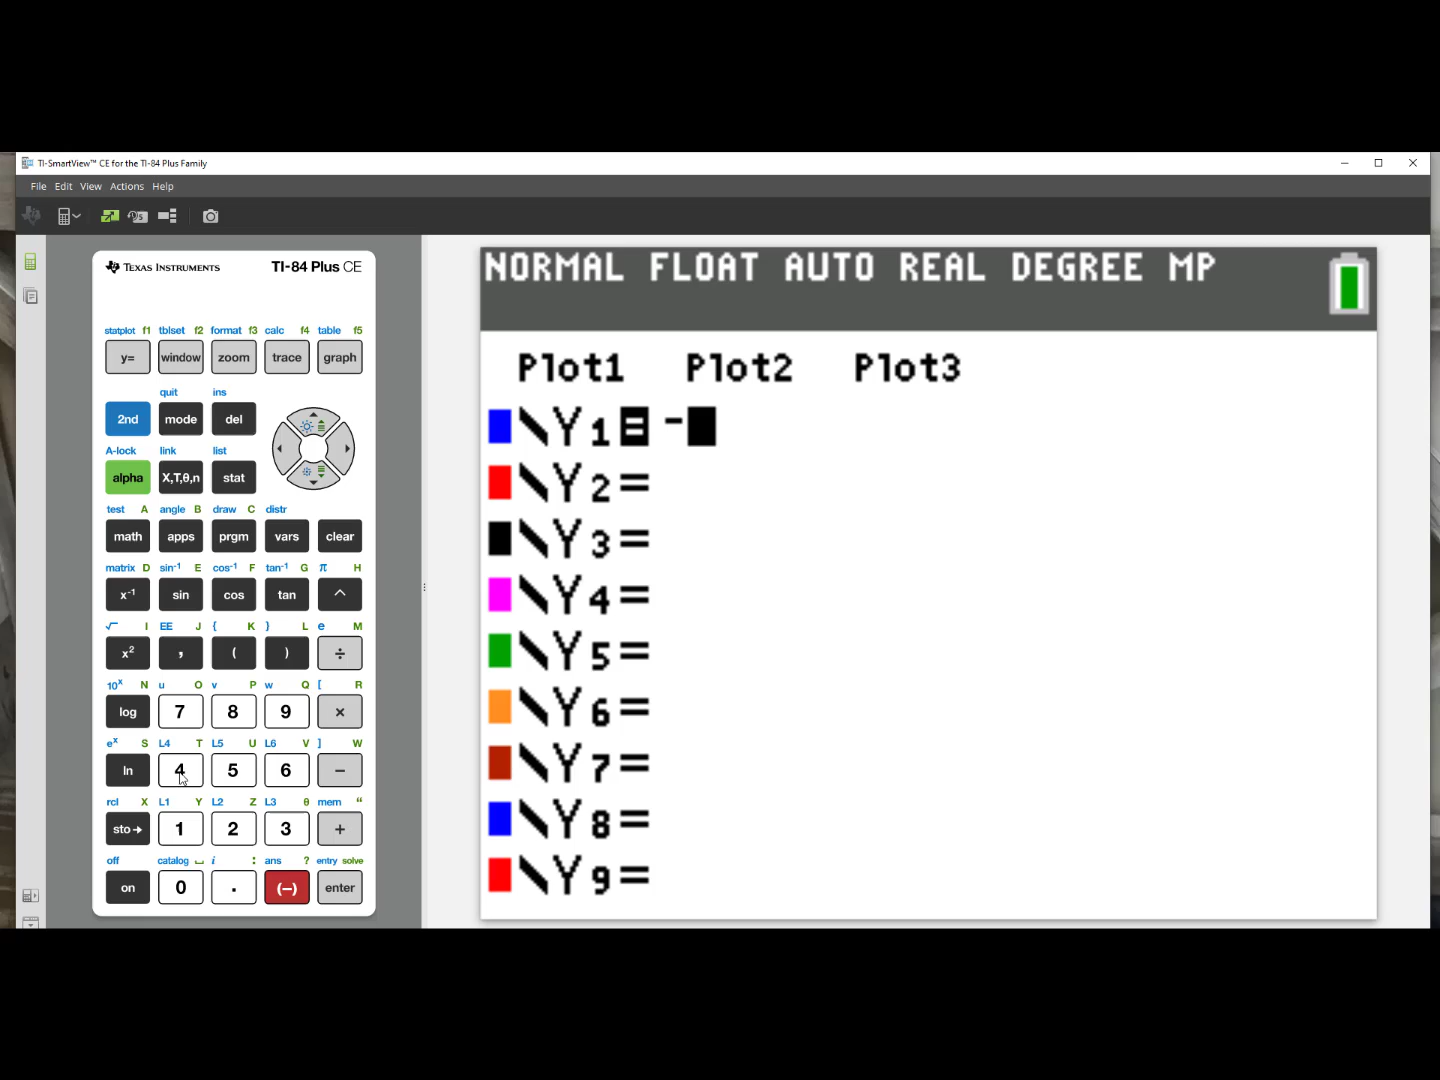 TI-SmartView™ CE for the TI-84 Plus Family
File Edit View Actions Help
TEXAS INSTRUMENTS TI-84 Plus CE
statplot f1 tblset f2 format f3 calc f4 table f5
y= window zoom trace graph
quit ins
2nd mode del
A-lock link list
alpha X,T,θ,n stat
test A angle B draw C distr
math apps prgm vars clear
matrix D sin⁻¹ E cos⁻¹ F tan⁻¹ G π H
x⁻¹ sin cos tan ^
√ I EE J { K } L e M
x² , ( ) ÷
10ˣ N u O v P w Q [ R
log 7 8 9 ×
eˣ S L4 T L5 U L6 V ] W
ln 4 5 6 −
rcl X L1 Y L2 Z L3 θ mem “
sto→ 1 2 3 +
off catalog ⎵ i : ans ? entry solve
on 0 . (−) enter
NORMAL FLOAT AUTO REAL DEGREE MP
Plot1 Plot2 Plot3
\Y1=-
\Y2=
\Y3=
\Y4=
\Y5=
\Y6=
\Y7=
\Y8=
\Y9=